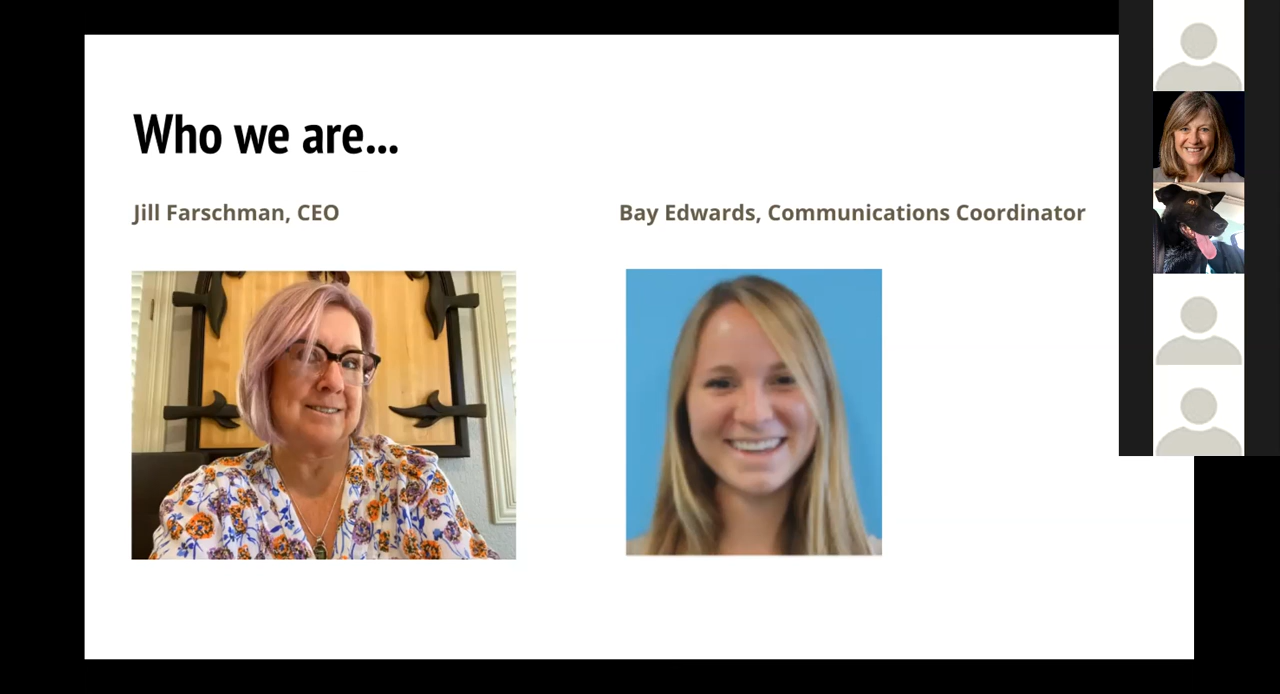 Who we are...
Jill Farschman, CEO
Bay Edwards, Communications Coordinator